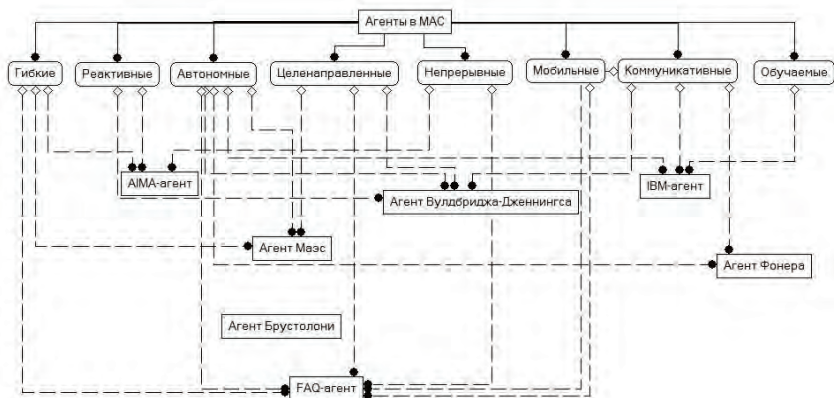 Агенты в МАС
Гибкие
Реактивные
Автономные
Целенаправленные
Непрерывные
Мобильные
Коммуникативные
Обучаемые
AIMA-агент
Агент Вулдбриджа-Дженнингса
IBM-агент
Агент Маэс
Агент Фонера
Агент Брустолони
FAQ-агент